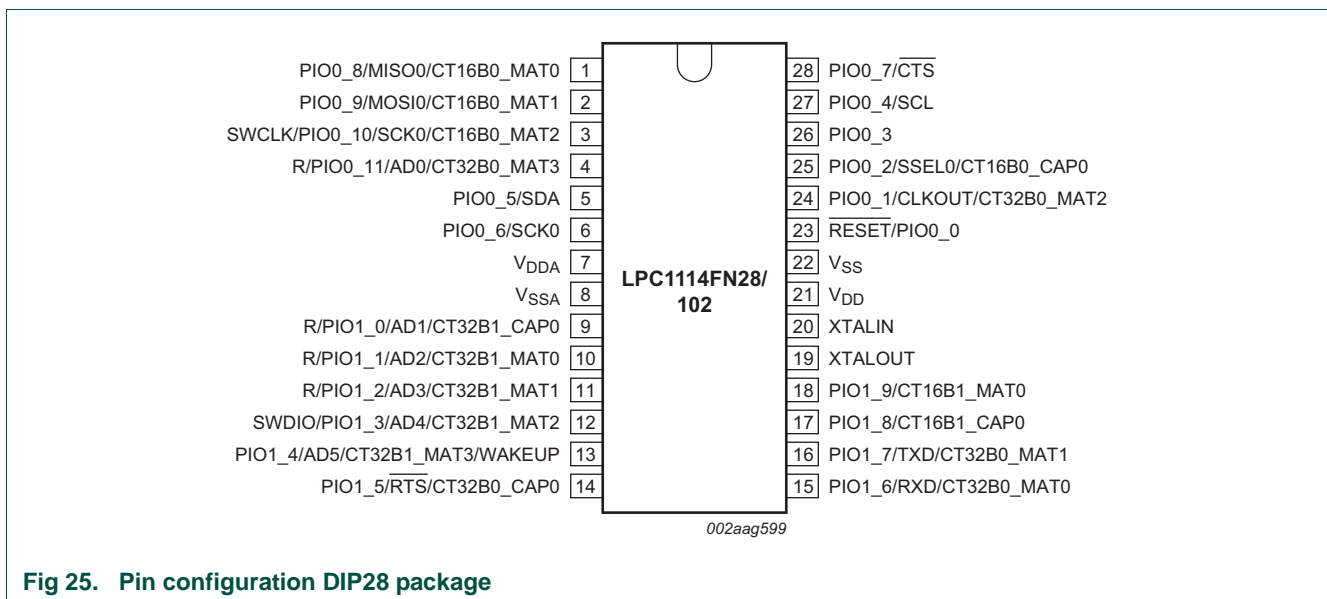 PIO0_8/MISO0/CT16B0_MAT0 1 28 PIO0_7/CTS
PIO0_9/MOSI0/CT16B0_MAT1 2 27 PIO0_4/SCL
SWCLK/PIO0_10/SCK0/CT16B0_MAT2 3 26 PIO0_3
R/PIO0_11/AD0/CT32B0_MAT3 4 25 PIO0_2/SSEL0/CT16B0_CAP0
PIO0_5/SDA 5 24 PIO0_1/CLKOUT/CT32B0_MAT2
PIO0_6/SCK0 6 23 RESET/PIO0_0
VDDA 7 22 VSS
LPC1114FN28/
102
VSSA 8 21 VDD
R/PIO1_0/AD1/CT32B1_CAP0 9 20 XTALIN
R/PIO1_1/AD2/CT32B1_MAT0 10 19 XTALOUT
R/PIO1_2/AD3/CT32B1_MAT1 11 18 PIO1_9/CT16B1_MAT0
SWDIO/PIO1_3/AD4/CT32B1_MAT2 12 17 PIO1_8/CT16B1_CAP0
PIO1_4/AD5/CT32B1_MAT3/WAKEUP 13 16 PIO1_7/TXD/CT32B0_MAT1
PIO1_5/RTS/CT32B0_CAP0 14 15 PIO1_6/RXD/CT32B0_MAT0
002aag599
Fig 25. Pin configuration DIP28 package